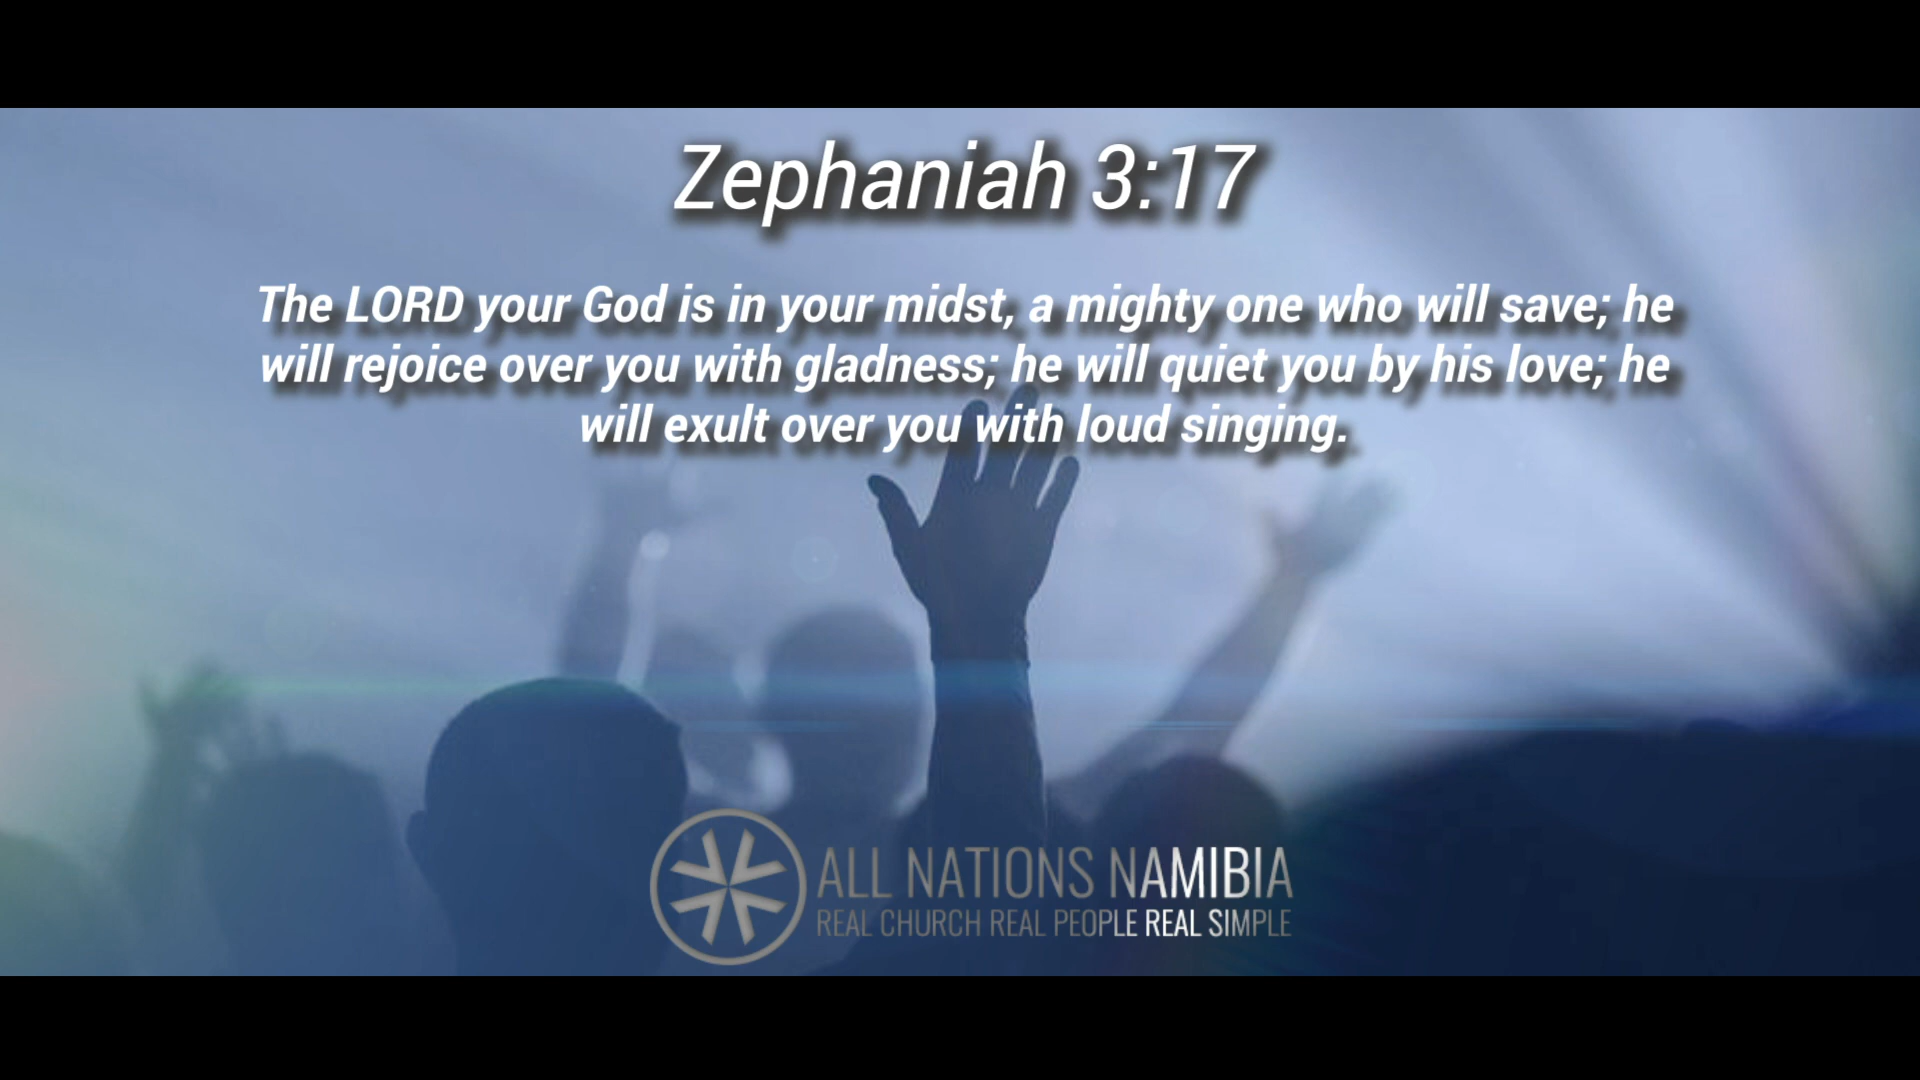 Zephaniah 3:17
The LORD your God is in your midst, a mighty one who will save; he
will rejoice over you with gladness; he will quiet you by his love; he
will exult over you with loud singing.
ALL NATIONS NAMIBIA
REAL CHURCH REAL PEOPLE REAL SIMPLE